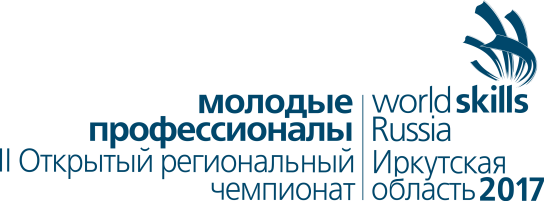 молодые
профессионалы
II Открытый региональный
чемпионат
worldskills
Russia
Иркутская
область 2017